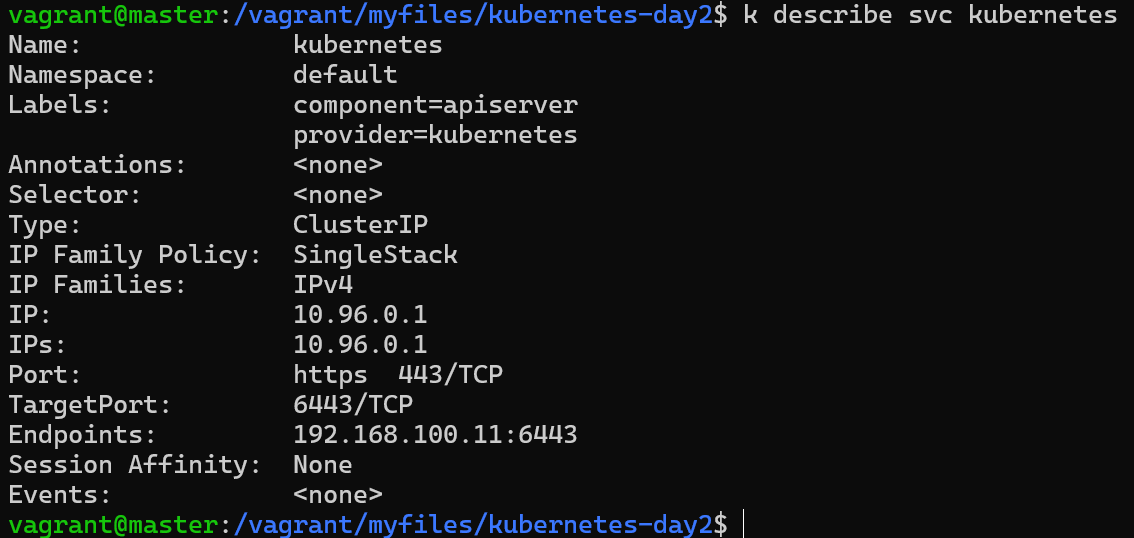 vagrant@master:/vagrant/myfiles/kubernetes-day2$ k describe svc kubernetes
Name:              kubernetes
Namespace:         default
Labels:            component=apiserver
                   provider=kubernetes
Annotations:       <none>
Selector:          <none>
Type:              ClusterIP
IP Family Policy:  SingleStack
IP Families:       IPv4
IP:                10.96.0.1
IPs:               10.96.0.1
Port:              https  443/TCP
TargetPort:        6443/TCP
Endpoints:         192.168.100.11:6443
Session Affinity:  None
Events:            <none>
vagrant@master:/vagrant/myfiles/kubernetes-day2$